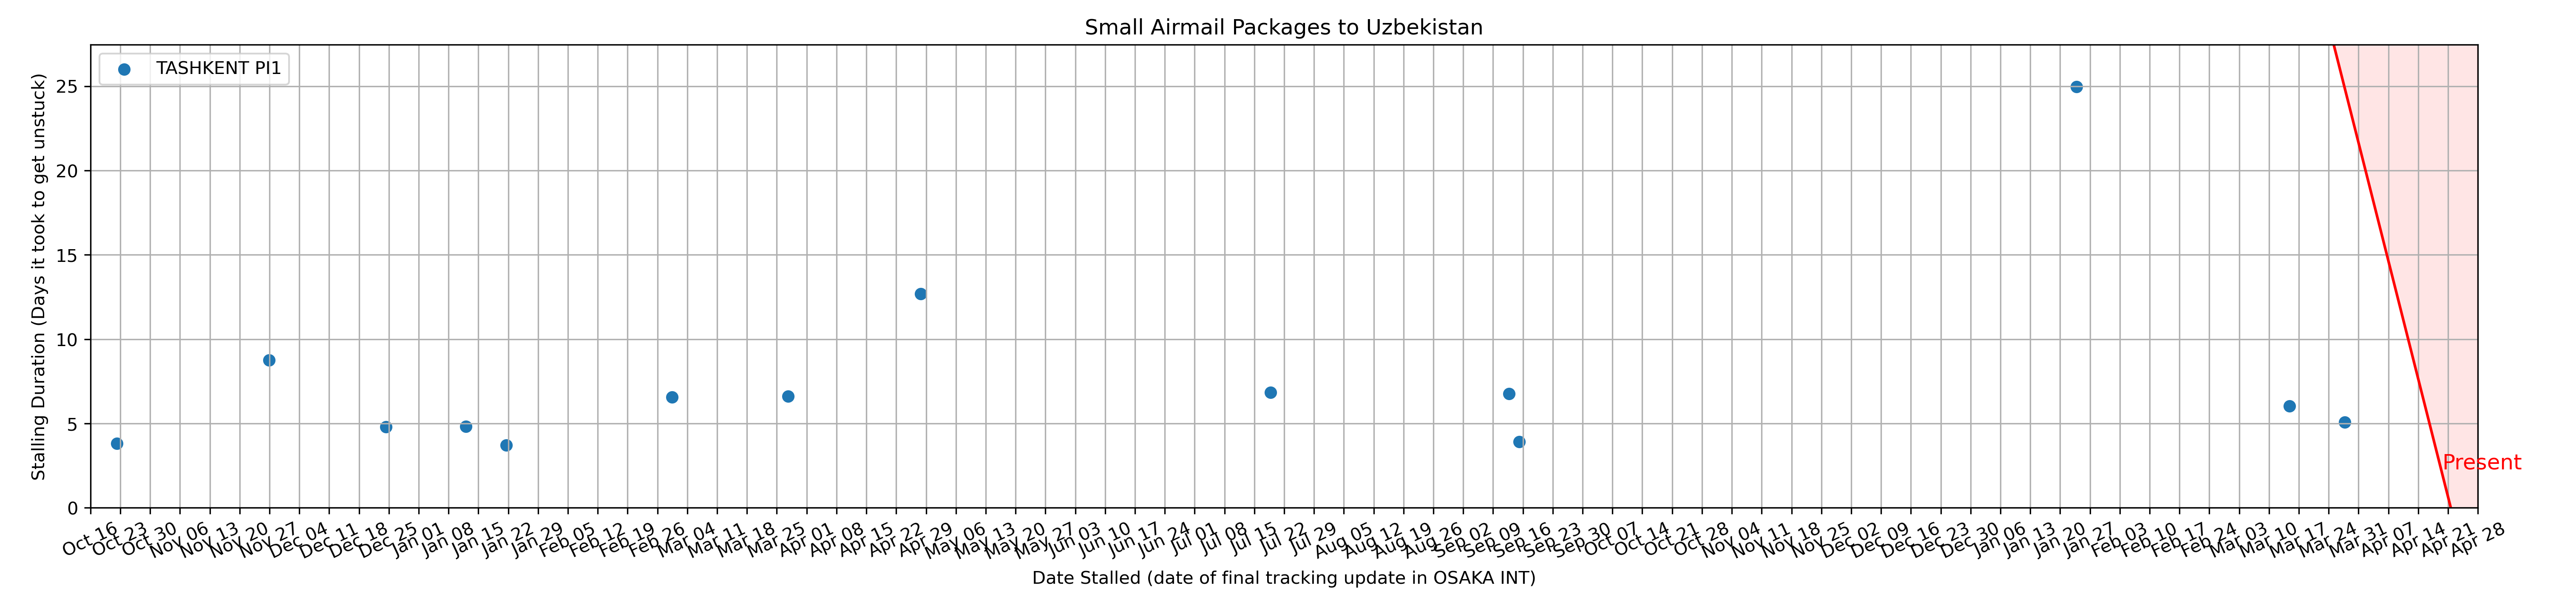 Small Airmail Packages to Uzbekistan
TASHKENT PI1
Stalling Duration (Days it took to get unstuck)
25
20
15
10
5
0
Present
Oct 16 Oct 23 Oct 30 Nov 06 Nov 13 Nov 20 Nov 27 Dec 04 Dec 11 Dec 18 Dec 25 Jan 01 Jan 08 Jan 15 Jan 22 Jan 29 Feb 05 Feb 12 Feb 19 Feb 26 Mar 04 Mar 11 Mar 18 Mar 25 Apr 01 Apr 08 Apr 15 Apr 22 Apr 29 May 06 May 13 May 20 May 27 Jun 03 Jun 10 Jun 17 Jun 24 Jul 01 Jul 08 Jul 15 Jul 22 Jul 29 Aug 05 Aug 12 Aug 19 Aug 26 Sep 02 Sep 09 Sep 16 Sep 23 Sep 30 Oct 07 Oct 14 Oct 21 Oct 28 Nov 04 Nov 11 Nov 18 Nov 25 Dec 02 Dec 09 Dec 16 Dec 23 Dec 30 Jan 06 Jan 13 Jan 20 Jan 27 Feb 03 Feb 10 Feb 17 Feb 24 Mar 03 Mar 10 Mar 17 Mar 24 Mar 31 Apr 07 Apr 14 Apr 21 Apr 28
Date Stalled (date of final tracking update in OSAKA INT)